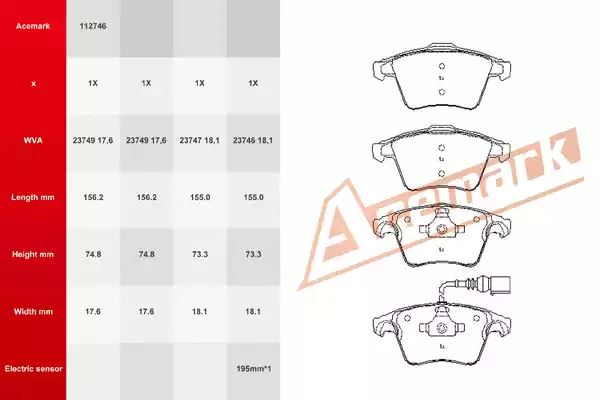 Acemark 112746
x 1X 1X 1X 1X
WVA 23749 17,6 23749 17,6 23747 18,1 23746 18,1
Length mm 156.2 156.2 155.0 155.0
Height mm 74.8 74.8 73.3 73.3
Width mm 17.6 17.6 18.1 18.1
Electric sensor 195mm*1
Acemark